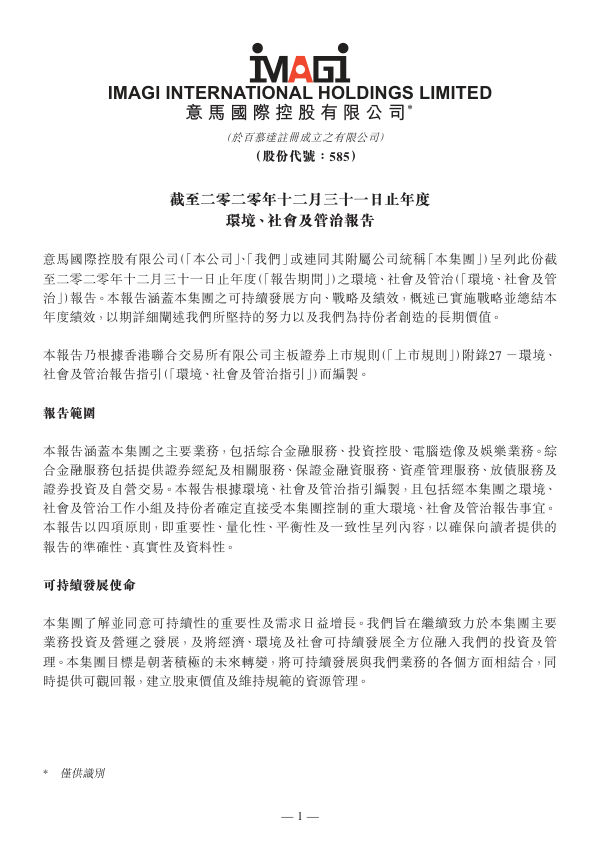 iMAGi
IMAGI INTERNATIONAL HOLDINGS LIMITED
意馬國際控股有限公司*
(於百慕達註冊成立之有限公司)
(股份代號：585)
截至二零二零年十二月三十一日止年度
環境、社會及管治報告
意馬國際控股有限公司(「本公司」、「我們」或連同其附屬公司統稱「本集團」)呈列此份截
至二零二零年十二月三十一日止年度(「報告期間」)之環境、社會及管治(「環境、社會及管
治」)報告。本報告涵蓋本集團之可持續發展方向、戰略及績效，概述已實施戰略並總結本
年度績效，以期詳細闡述我們所堅持的努力以及我們為持份者創造的長期價值。
本報告乃根據香港聯合交易所有限公司主板證券上市規則(「上市規則」)附錄27 －環境、
社會及管治報告指引(「環境、社會及管治指引」)而編製。
報告範圍
本報告涵蓋本集團之主要業務，包括綜合金融服務、投資控股、電腦造像及娛樂業務。綜
合金融服務包括提供證券經紀及相關服務、保證金融資服務、資產管理服務、放債服務及
證券投資及自營交易。本報告根據環境、社會及管治指引編製，且包括經本集團之環境、
社會及管治工作小組及持份者確定直接受本集團控制的重大環境、社會及管治報告事宜。
本報告以四項原則，即重要性、量化性、平衡性及一致性呈列內容，以確保向讀者提供的
報告的準確性、真實性及資料性。
可持續發展使命
本集團了解並同意可持續性的重要性及需求日益增長。我們旨在繼續致力於本集團主要
業務投資及營運之發展，及將經濟、環境及社會可持續發展全方位融入我們的投資及管
理。本集團目標是朝著積極的未來轉變，將可持續發展與我們業務的各個方面相結合，同
時提供可觀回報，建立股東價值及維持規範的資源管理。
* 僅供識別
— 1 —